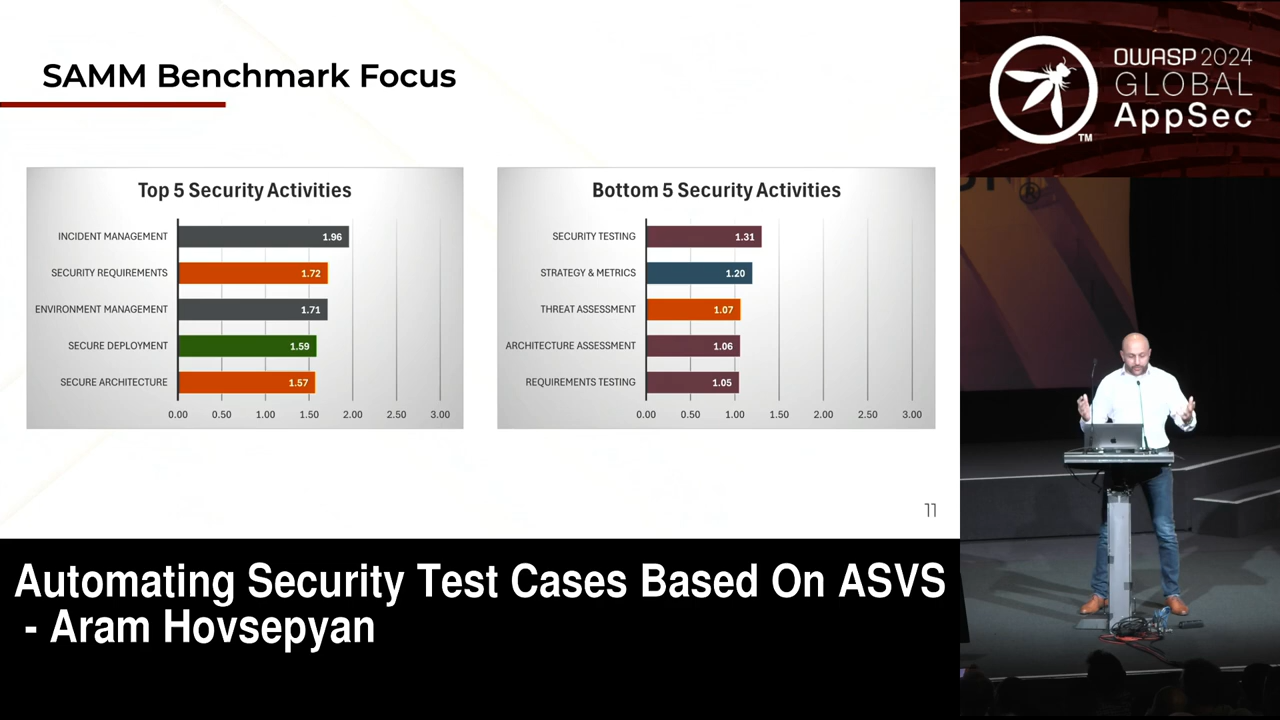 SAMM Benchmark Focus
Top 5 Security Activities
INCIDENT MANAGEMENT 1.96
SECURITY REQUIREMENTS 1.72
ENVIRONMENT MANAGEMENT 1.71
SECURE DEPLOYMENT 1.59
SECURE ARCHITECTURE 1.57
0.00 0.50 1.00 1.50 2.00 2.50 3.00
Bottom 5 Security Activities
SECURITY TESTING 1.31
STRATEGY & METRICS 1.20
THREAT ASSESSMENT 1.07
ARCHITECTURE ASSESSMENT 1.06
REQUIREMENTS TESTING 1.05
0.00 0.50 1.00 1.50 2.00 2.50 3.00
11
Automating Security Test Cases Based On ASVS
- Aram Hovsepyan
OWASP 2024
GLOBAL
AppSec
TM